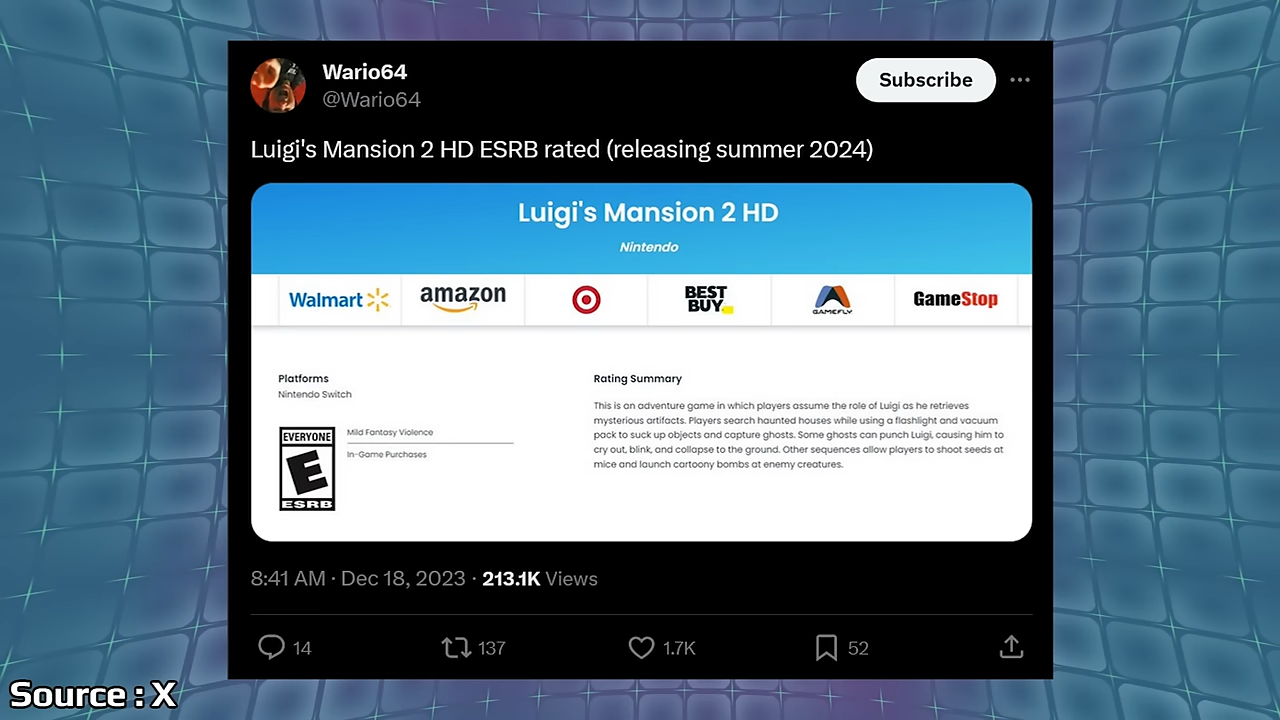 Wario64
@Wario64
Subscribe
Luigi's Mansion 2 HD ESRB rated (releasing summer 2024)
Luigi's Mansion 2 HD
Nintendo
Walmart
amazon
BEST
BUY
GAMEFLY
GameStop
Platforms
Nintendo Switch
EVERYONE
E
ESRB
Mild Fantasy Violence
In-Game Purchases
Rating Summary
This is an adventure game in which players assume the role of Luigi as he retrieves
mysterious artifacts. Players search haunted houses while using a flashlight and vacuum
pack to suck up objects and capture ghosts. Some ghosts can punch Luigi, causing him to
cry out, blink, and collapse to the ground. Other sequences allow players to shoot seeds at
mice and launch cartoony bombs at enemy creatures.
8:41 AM · Dec 18, 2023 · 213.1K Views
14
137
1.7K
52
Source : X